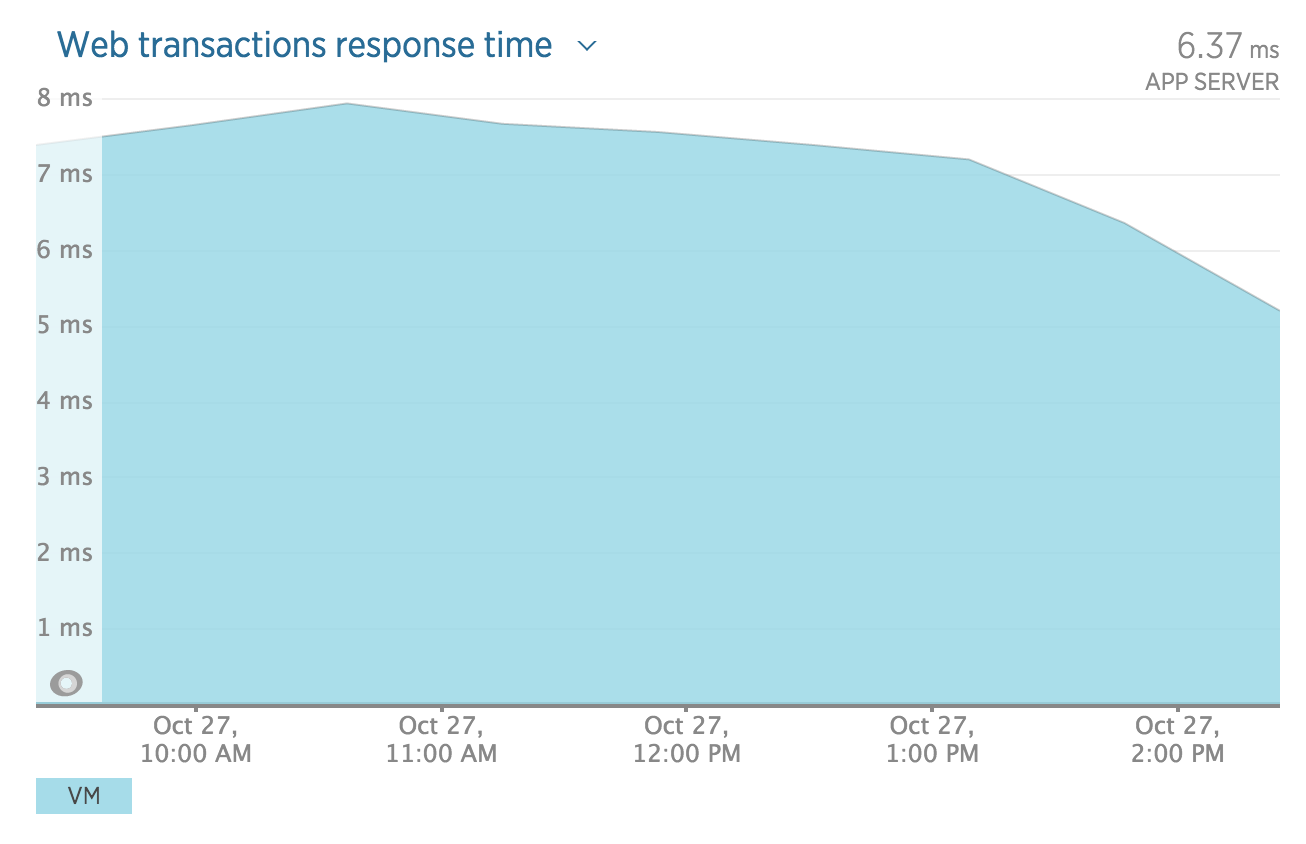 Web transactions response time
6.37 ms
APP SERVER
8 ms
7 ms
6 ms
5 ms
4 ms
3 ms
2 ms
1 ms
Oct 27,
10:00 AM
Oct 27,
11:00 AM
Oct 27,
12:00 PM
Oct 27,
1:00 PM
Oct 27,
2:00 PM
VM